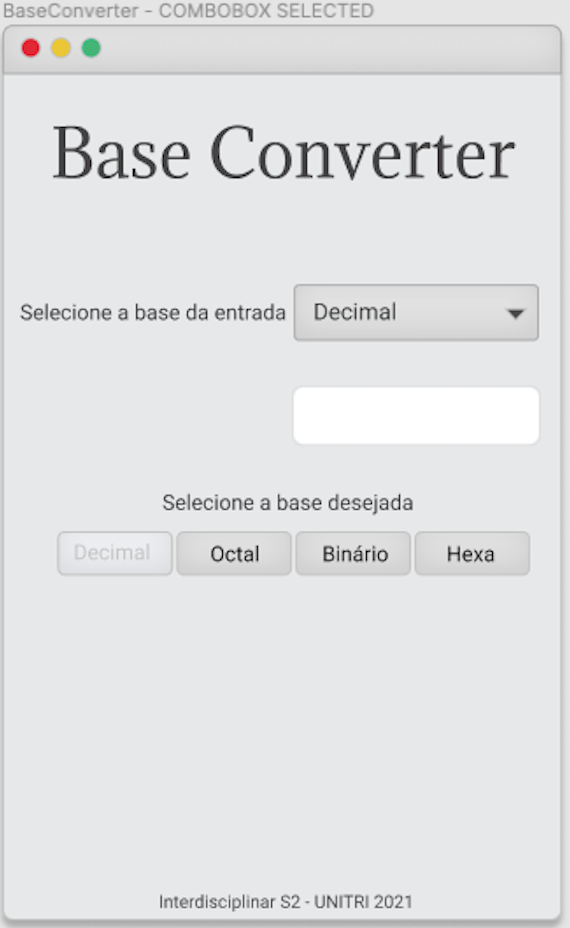 BaseConverter - COMBOBOX SELECTED
Base Converter
Selecione a base da entrada Decimal
Selecione a base desejada
Decimal Octal Binário Hexa
Interdisciplinar S2 - UNITRI 2021